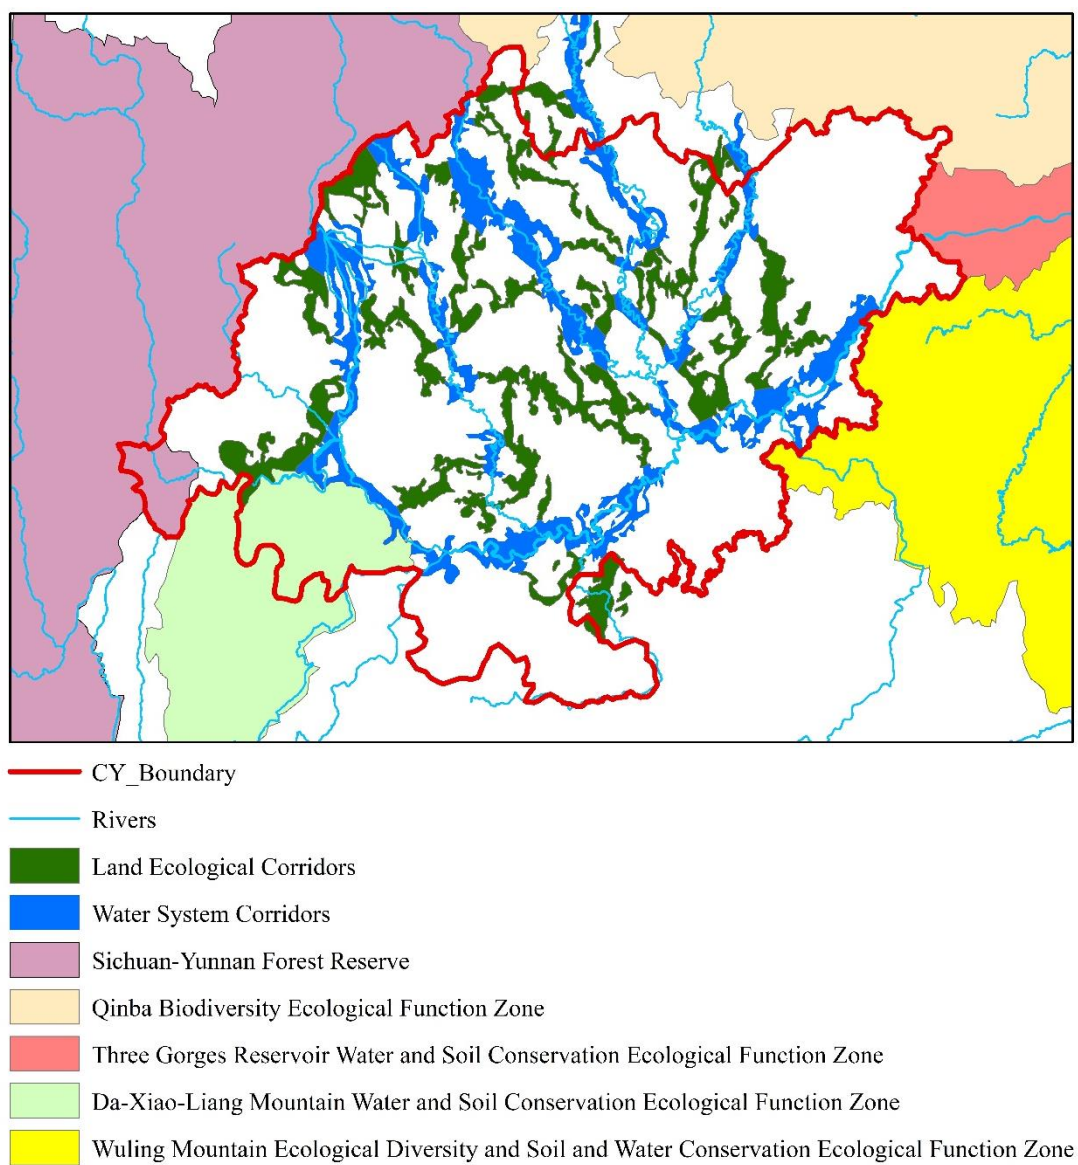 CY_Boundary
Rivers
Land Ecological Corridors
Water System Corridors
Sichuan-Yunnan Forest Reserve
Qinba Biodiversity Ecological Function Zone
Three Gorges Reservoir Water and Soil Conservation Ecological Function Zone
Da-Xiao-Liang Mountain Water and Soil Conservation Ecological Function Zone
Wuling Mountain Ecological Diversity and Soil and Water Conservation Ecological Function Zone